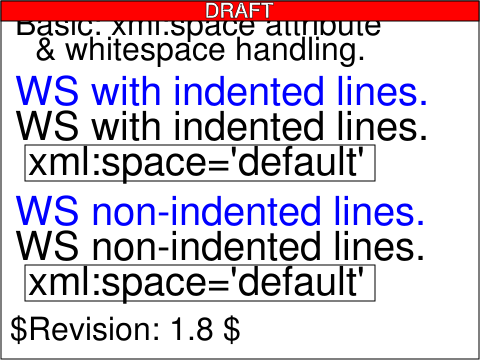 DRAFT
Basic: xml:space attribute
& whitespace handling.
WS with indented lines.
WS with indented lines.
xml:space='default'
WS non-indented lines.
WS non-indented lines.
xml:space='default'
$Revision: 1.8 $